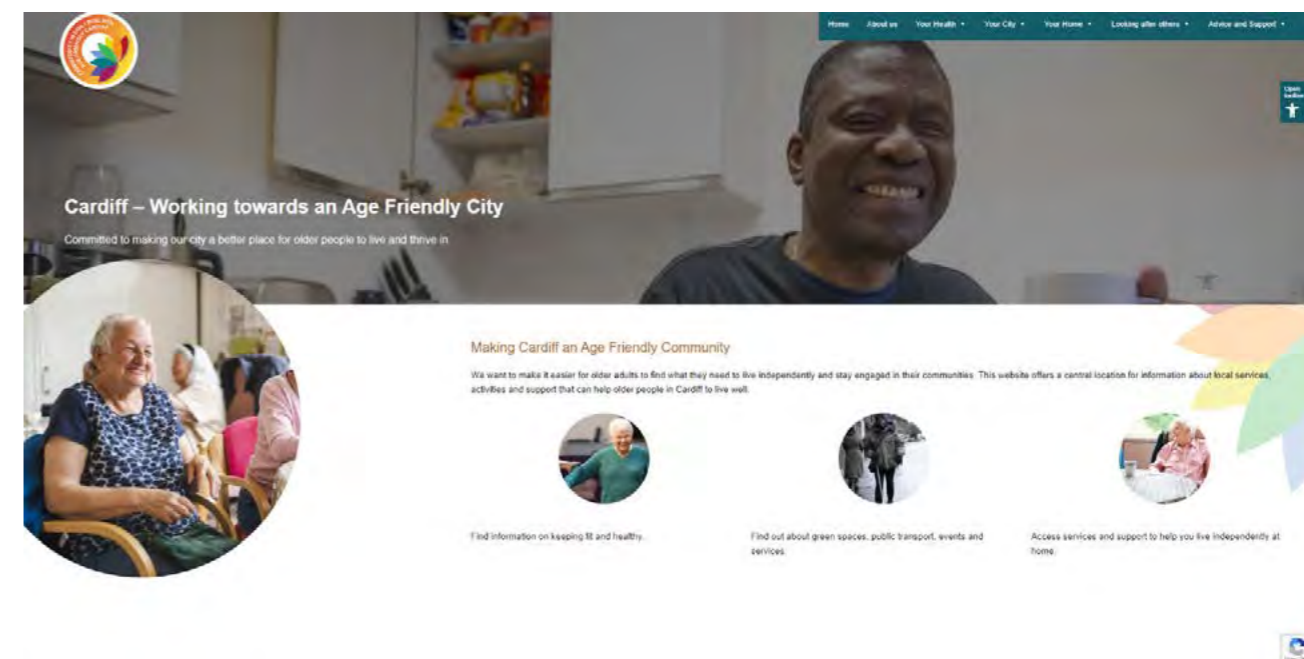 Home About us Your Health Your City Your Home Looking after others Advice and Support
Open
Cardiff – Working towards an Age Friendly City
Committed to making our city a better place for older people to live and thrive in
Making Cardiff an Age Friendly Community
We want to make it easier for older adults to find what they need to live independently and stay engaged in their communities. This website offers a central location for information about local services,
activities and support that can help older people in Cardiff to live well.
Find information on keeping fit and healthy.
Find out about green spaces, public transport, events and
services.
Access services and support to help you live independently at
home.